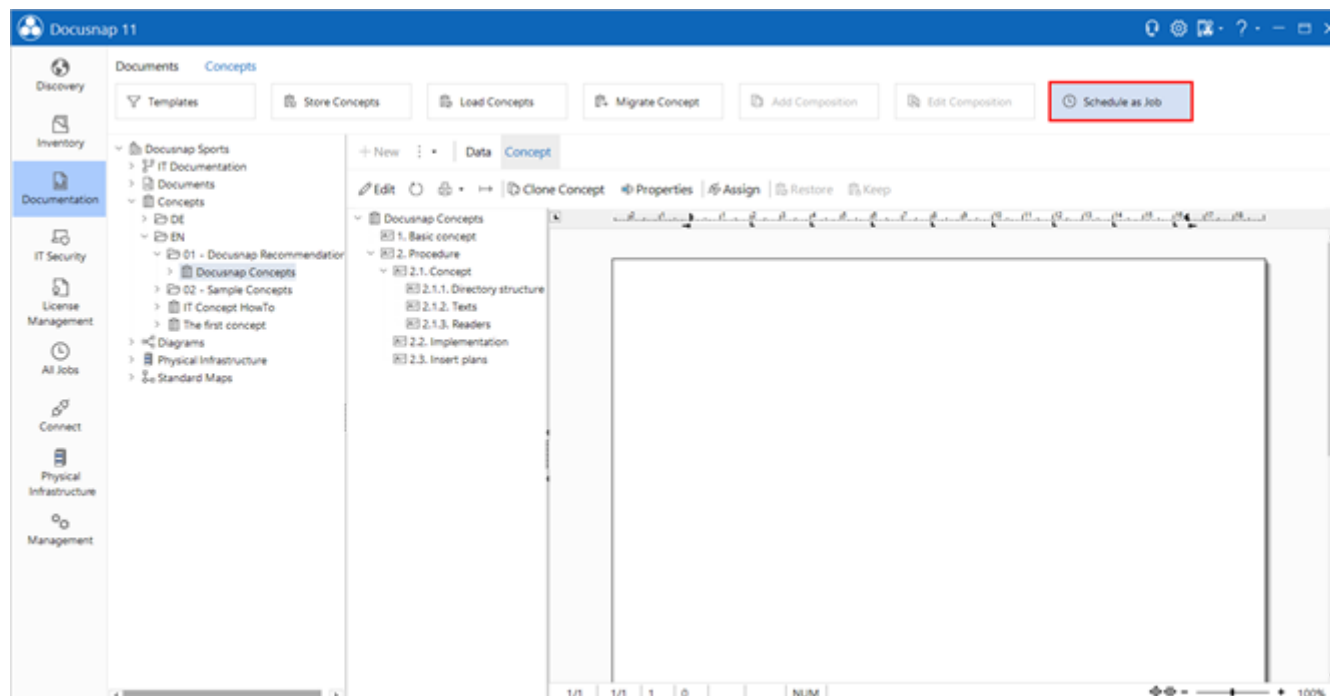 Docusnap 11
?
Discovery
Inventory
Documentation
IT Security
License
Management
All Jobs
Connect
Physical
Infrastructure
Management
Documents Concepts
Templates Store Concepts Load Concepts Migrate Concept Add Composition Edit Composition Schedule as Job
Docusnap Sports
IT Documentation
Documents
Concepts
DE
EN
01 - Docusnap Recommendation
Docusnap Concepts
02 - Sample Concepts
IT Concept HowTo
The first concept
Diagrams
Physical Infrastructure
Standard Maps
+ New Data Concept
Edit Clone Concept Properties Assign Restore Keep
Docusnap Concepts
1. Basic concept
2. Procedure
2.1. Concept
2.1.1. Directory structure
2.1.2. Texts
2.1.3. Readers
2.2. Implementation
2.3. Insert plans
1/1 1/1 1 0 NUM 100%